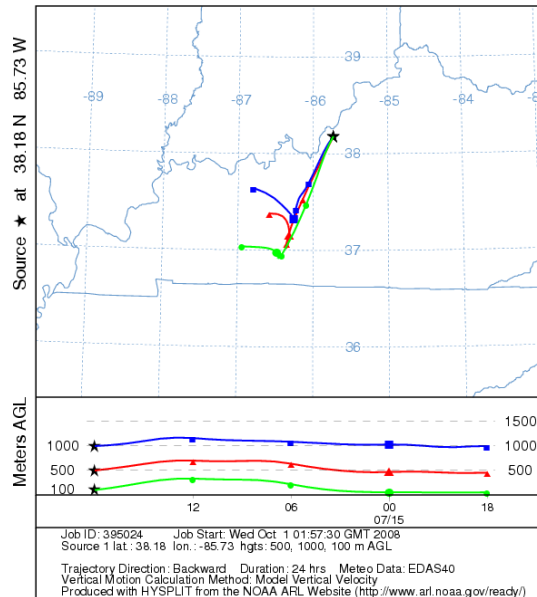 Source ★ at 38.18 N 85.73 W
39
-89
-88
-87
-86
-85
38
37
36
Meters AGL
1500
1000
1000
500
500
100
12
06
00
18
07/15
Job ID: 395024 Job Start: Wed Oct 1 01:57:30 GMT 2008
Source 1 lat.: 38.18 lon.: -85.73 hgts: 500, 1000, 100 m AGL
Trajectory Direction: Backward Duration: 24 hrs Meteo Data: EDAS40
Vertical Motion Calculation Method: Model Vertical Velocity
Produced with HYSPLIT from the NOAA ARL Website (http://www.arl.noaa.gov/ready/)